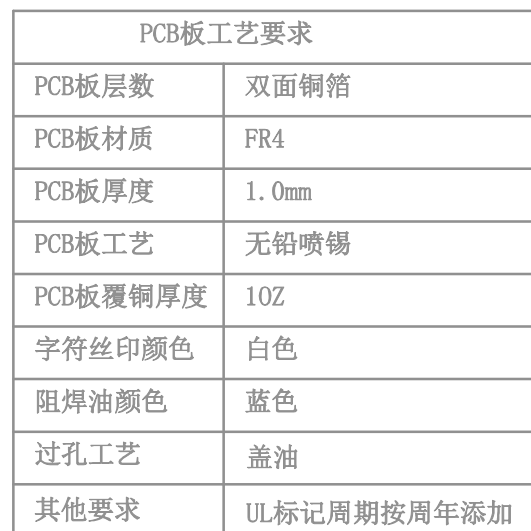 PCB板工艺要求
PCB板层数 双面铜箔
PCB板材质 FR4
PCB板厚度 1.0mm
PCB板工艺 无铅喷锡
PCB板覆铜厚度 1OZ
字符丝印颜色 白色
阻焊油颜色 蓝色
过孔工艺 盖油
其他要求 UL标记周期按周年添加